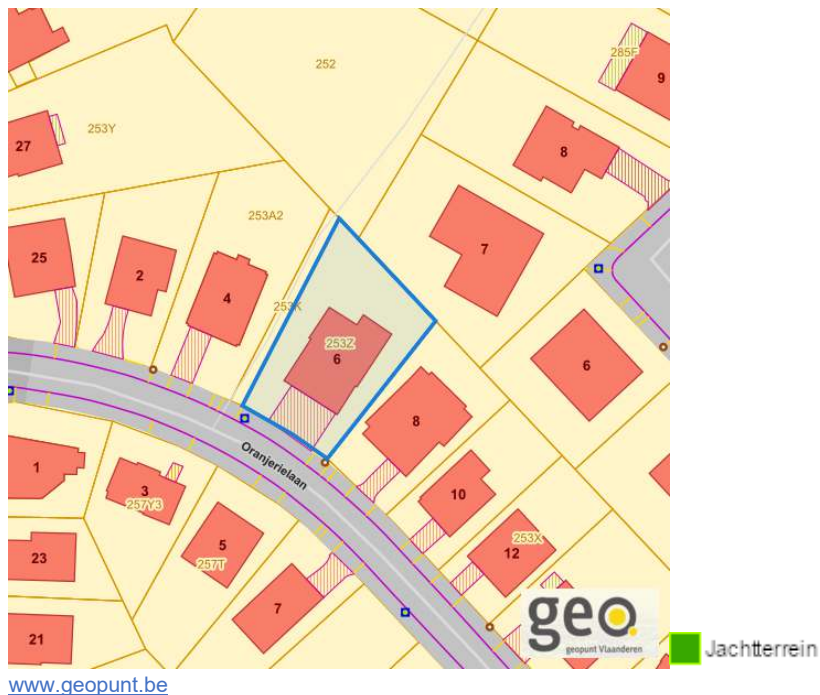 252
285F
9
253Y
27
8
253A2
7
25
2
4
253K
253Z
6
6
8
Oranjerielaan
1
3
257Y3
10
253X
12
5
257T
23
7
21
geo
geopunt Vlaanderen
Jachtterrein
www.geopunt.be